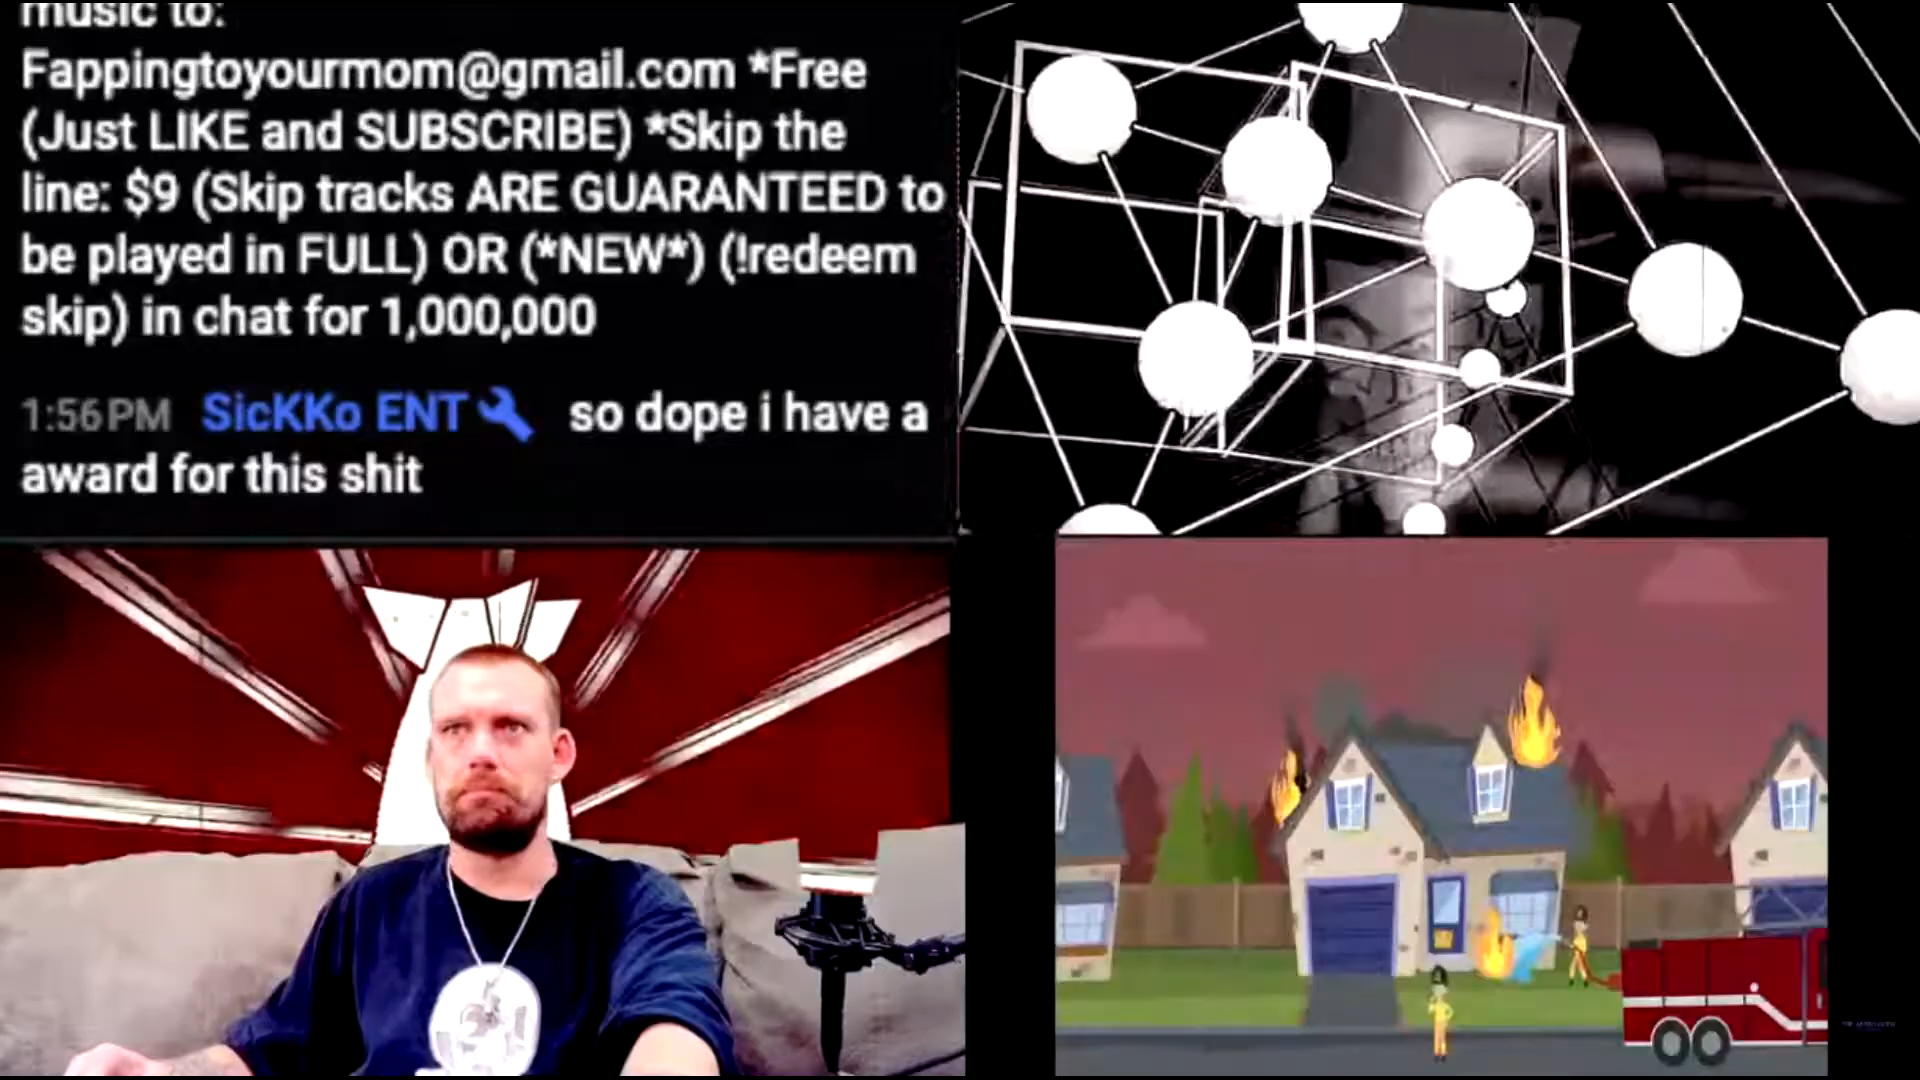 music to:
Fappingtoyourmom@gmail.com *Free
(Just LIKE and SUBSCRIBE) *Skip the
line: $9 (Skip tracks ARE GUARANTEED to
be played in FULL) OR (*NEW*) (!redeem
skip) in chat for 1,000,000
1:56 PM SicKKo ENT so dope i have a
award for this shit